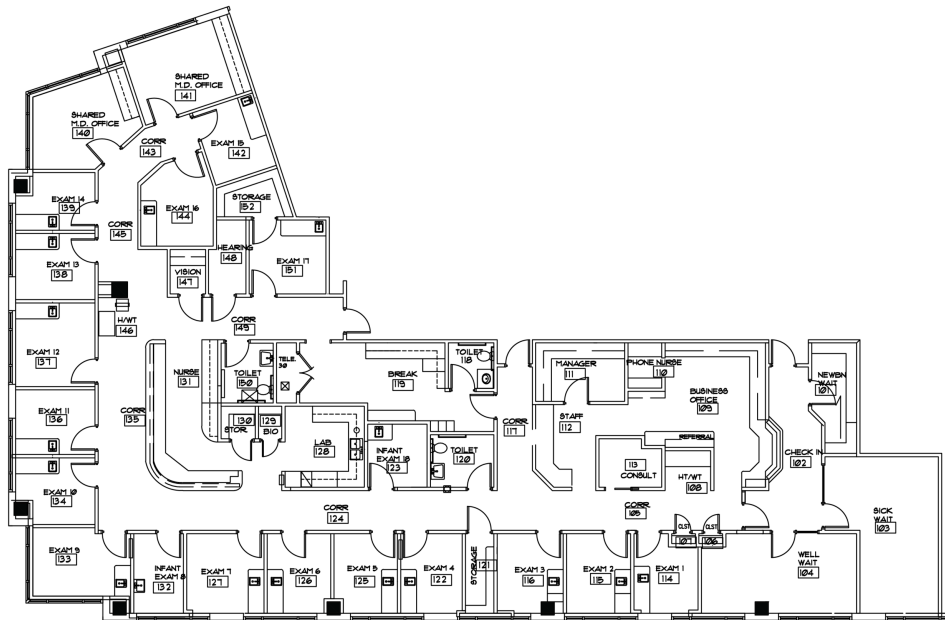 SHARED
M.D. OFFICE
141
SHARED
M.D. OFFICE
140
CORR
143
EXAM 15
142
EXAM 14
139
EXAM 16
144
STORAGE
152
CORR
145
HEARING
148
EXAM 17
151
EXAM 13
138
VISION
147
H/WT
146
CORR
149
EXAM 12
137
NURSE
131
TOILET
150
TELE.
30
BREAK
119
TOILET
118
MANAGER
111
PHONE NURSE
110
BUSINESS
OFFICE
109
NEWBN
WAIT
101
EXAM 11
136
CORR
135
130
STOR.
129
BIO
LAB
128
INFANT
EXAM 18
123
TOILET
120
CORR
117
STAFF
112
REFERRAL
113
CONSULT
HT/WT
108
CHECK IN
102
EXAM 10
134
CORR
124
CORR
105
CLST
107
CLST
106
SICK
WAIT
103
EXAM 9
133
INFANT
EXAM 8
132
EXAM 7
127
EXAM 6
126
EXAM 5
125
EXAM 4
122
STORAGE
121
EXAM 3
116
EXAM 2
115
EXAM 1
114
WELL
WAIT
104